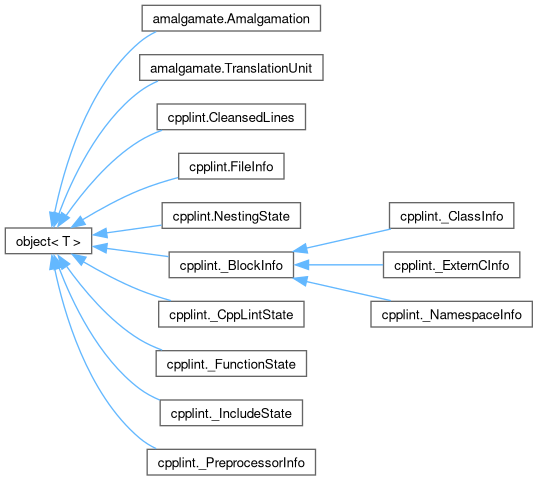 amalgamate.Amalgamation
amalgamate.TranslationUnit
cpplint.CleansedLines
cpplint.FileInfo
cpplint.NestingState
object< T >
cpplint._BlockInfo
cpplint._ClassInfo
cpplint._ExternCInfo
cpplint._NamespaceInfo
cpplint._CppLintState
cpplint._FunctionState
cpplint._IncludeState
cpplint._PreprocessorInfo